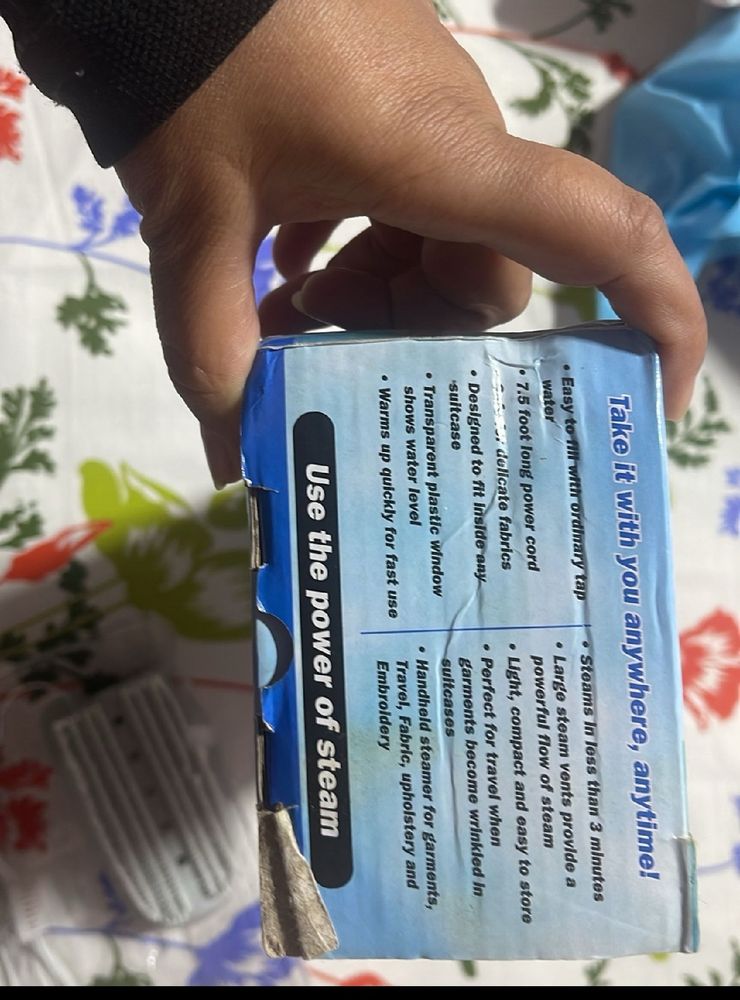 Take it with you anywhere, anytime!
• Easy to fill with ordinary tap
water
• 7.5 foot long power cord
delicate fabrics
• Designed to fit inside any
suitcase
• Transparent plastic window
shows water level
• Warms up quickly for fast use
• Steams in less than 3 minutes
• Large steam vents provide a
powerful flow of steam
• Light, compact and easy to store
• Perfect for travel when
garments become wrinkled in
suitcases
• Handheld steamer for garments,
Travel, Fabric, upholstery and
Embroidery
Use the power of steam